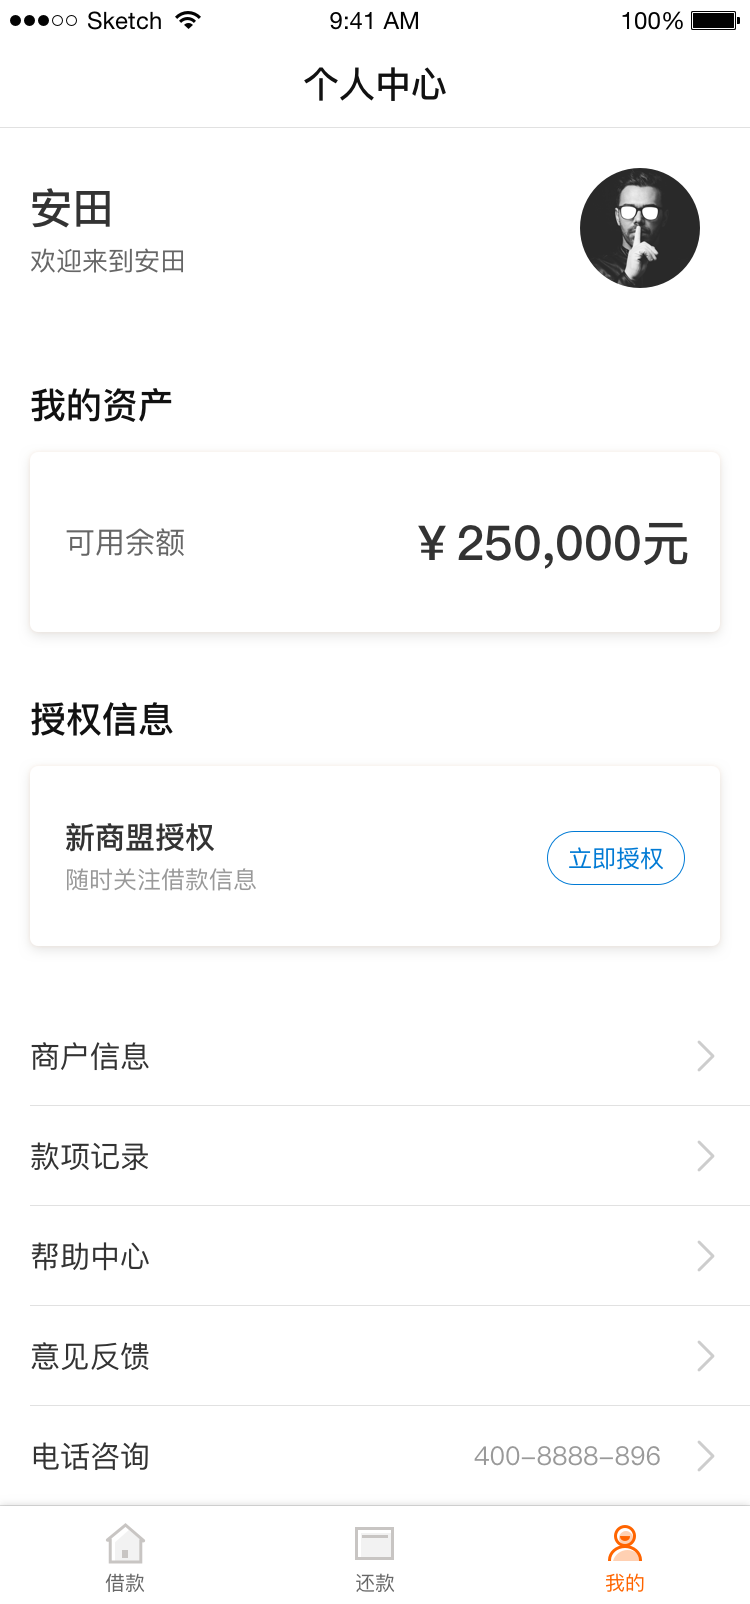 Sketch 9:41 AM 100%
个人中心
安田
欢迎来到安田
我的资产
可用余额 ¥ 250,000元
授权信息
新商盟授权
随时关注借款信息
立即授权
商户信息
款项记录
帮助中心
意见反馈
电话咨询 400-8888-896
借款 还款 我的